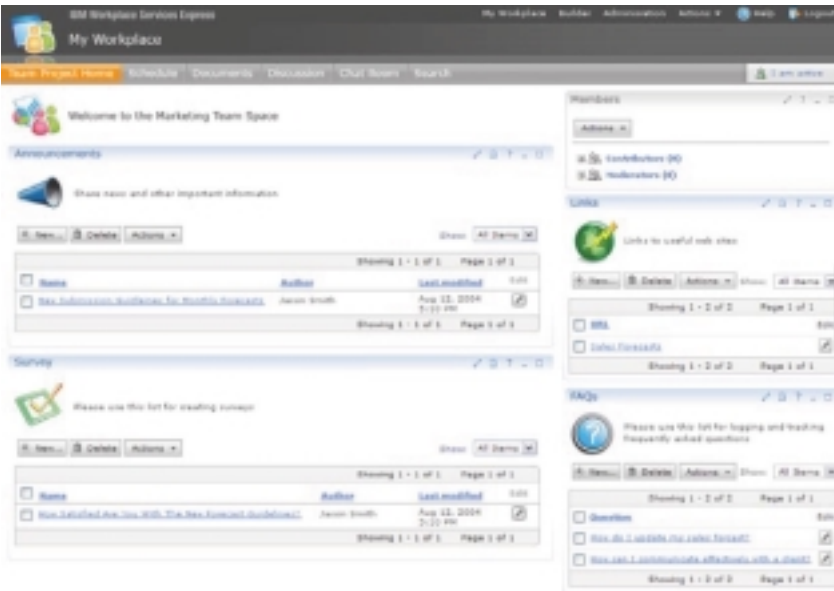 IBM Workplace Services Express
My Workplace Builder Administration Actions Help Logout
My Workplace
Team Project Home Schedule Documents Discussion Chat Room Search
I am active
Welcome to the Marketing Team Space
Announcements
Share news and other important information
New... Delete Actions
Show: All Items
Showing 1 - 1 of 1 Page 1 of 1
Name Author Last modified Edit
New Submission Guidelines for Monthly Forecasts Jason Smith Aug 12, 2004
5:10 PM
Showing 1 - 1 of 1 Page 1 of 1
Survey
Please use this list for creating surveys
New... Delete Actions
Show: All Items
Showing 1 - 1 of 1 Page 1 of 1
Name Author Last modified Edit
How Satisfied Are You With The New Forecast Guidelines? Jason Smith Aug 12, 2004
PM
Showing 1 - 1 of 1 Page 1 of 1
Members
Actions
Contributors (0)
Moderators (0)
Links
Links to useful web sites
New... Delete Actions Show: All Items
Showing 1 - 2 of 2 Page 1 of 1
URL
Sales Forecasts
Showing 1 - 2 of 2 Page 1 of 1
FAQs
Please use this list for logging and tracking
frequently asked questions
New... Delete Actions Show: All Items
Showing 1 - 2 of 2 Page 1 of 1
Question
How do I update my sales forecast?
How can I communicate effectively with a client?
Showing 1 - 2 of 2 Page 1 of 1